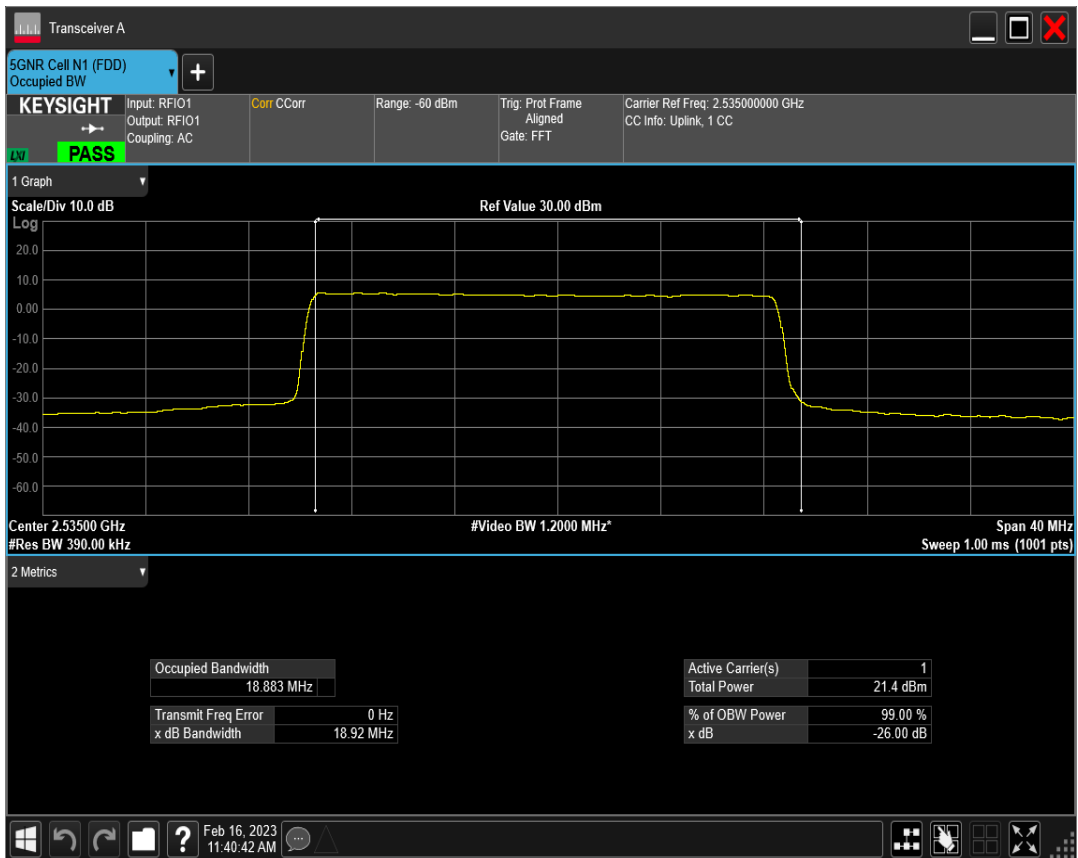 Transceiver A
5GNR Cell N1 (FDD)
Occupied BW
+
KEYSIGHT
LXI
PASS
Input: RFIO1
Output: RFIO1
Coupling: AC
Corr CCorr
Range: -60 dBm
Trig: Prot Frame
Aligned
Gate: FFT
Carrier Ref Freq: 2.535000000 GHz
CC Info: Uplink, 1 CC
1 Graph
Scale/Div 10.0 dB
Ref Value 30.00 dBm
Log
20.0
10.0
0.00
-10.0
-20.0
-30.0
-40.0
-50.0
-60.0
Center 2.53500 GHz
#Video BW 1.2000 MHz*
Span 40 MHz
#Res BW 390.00 kHz
Sweep 1.00 ms (1001 pts)
2 Metrics
Occupied Bandwidth
18.883 MHz
Transmit Freq Error 0 Hz
x dB Bandwidth 18.92 MHz
Active Carrier(s) 1
Total Power 21.4 dBm
% of OBW Power 99.00 %
x dB -26.00 dB
?
Feb 16, 2023
11:40:42 AM